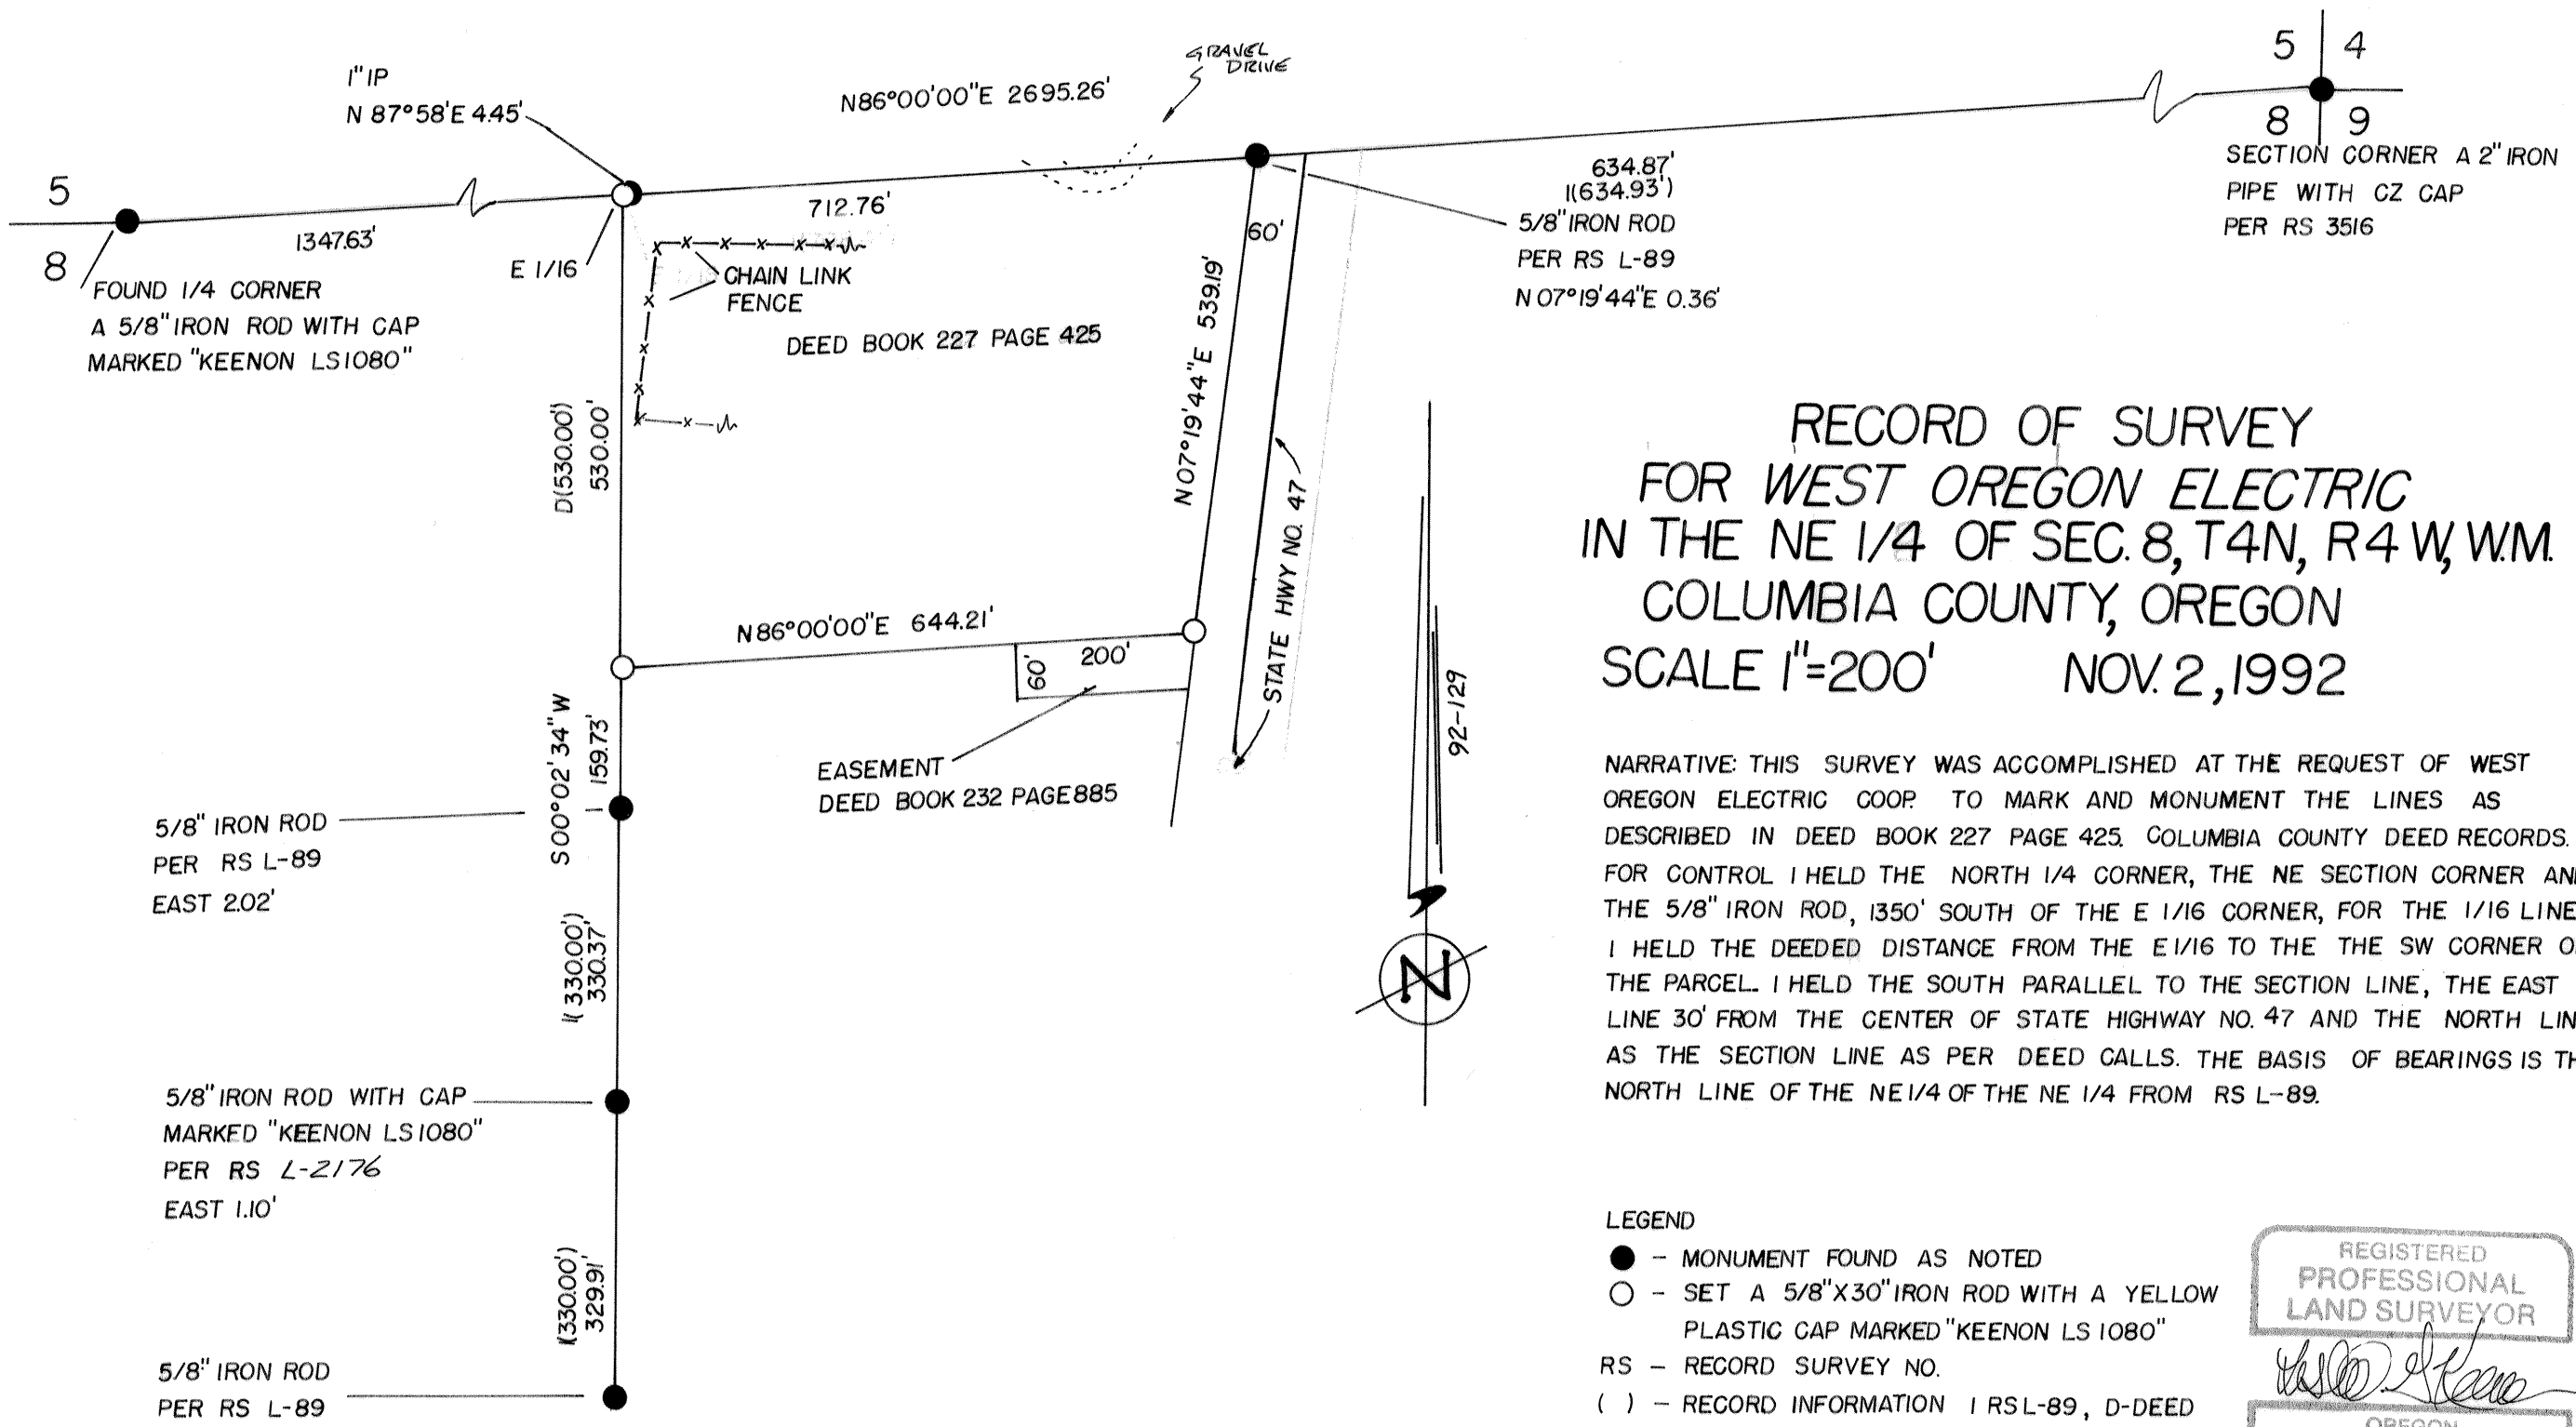 1" IP
N 87°58'E 4.45'
N86°00'00"E 2695.26'
GRAVEL
DRIVE
5 4
8 9
SECTION CORNER A 2" IRON
PIPE WITH CZ CAP
PER RS 3516
5
8
1347.63'
E 1/16
FOUND 1/4 CORNER
A 5/8" IRON ROD WITH CAP
MARKED "KEENON LS1080"
712.76'
CHAIN LINK
FENCE
DEED BOOK 227 PAGE 425
60'
634.87'
1(634.93')
5/8" IRON ROD
PER RS L-89
N 07°19'44"E 0.36'
D(530.00')
530.00'
N07°19'44"E 539.19'
STATE HWY NO. 47
N86°00'00"E 644.21'
60'
200'
EASEMENT
DEED BOOK 232 PAGE 885
S00°02'34"W
159.73'
5/8" IRON ROD
PER RS L-89
EAST 2.02'
1(330.00')
330.37'
5/8" IRON ROD WITH CAP
MARKED "KEENON LS1080"
PER RS L-2176
EAST 1.10'
1(330.00')
329.91'
5/8" IRON ROD
PER RS L-89
92-129
N
RECORD OF SURVEY
FOR WEST OREGON ELECTRIC
IN THE NE 1/4 OF SEC. 8, T4N, R4W, W.M.
COLUMBIA COUNTY, OREGON
SCALE 1"=200' NOV. 2, 1992
NARRATIVE: THIS SURVEY WAS ACCOMPLISHED AT THE REQUEST OF WEST
OREGON ELECTRIC COOP. TO MARK AND MONUMENT THE LINES AS
DESCRIBED IN DEED BOOK 227 PAGE 425. COLUMBIA COUNTY DEED RECORDS.
FOR CONTROL I HELD THE NORTH 1/4 CORNER, THE NE SECTION CORNER AN
THE 5/8" IRON ROD, 1350' SOUTH OF THE E 1/16 CORNER, FOR THE 1/16 LINE
I HELD THE DEEDED DISTANCE FROM THE E1/16 TO THE THE SW CORNER O
THE PARCEL. I HELD THE SOUTH PARALLEL TO THE SECTION LINE, THE EAST
LINE 30' FROM THE CENTER OF STATE HIGHWAY NO. 47 AND THE NORTH LIN
AS THE SECTION LINE AS PER DEED CALLS. THE BASIS OF BEARINGS IS TH
NORTH LINE OF THE NE1/4 OF THE NE 1/4 FROM RS L-89.
LEGEND
- MONUMENT FOUND AS NOTED
- SET A 5/8"X30" IRON ROD WITH A YELLOW
PLASTIC CAP MARKED "KEENON LS 1080"
RS - RECORD SURVEY NO.
( ) - RECORD INFORMATION 1 RS L-89, D-DEED
REGISTERED
PROFESSIONAL
LAND SURVEYOR
OREGON